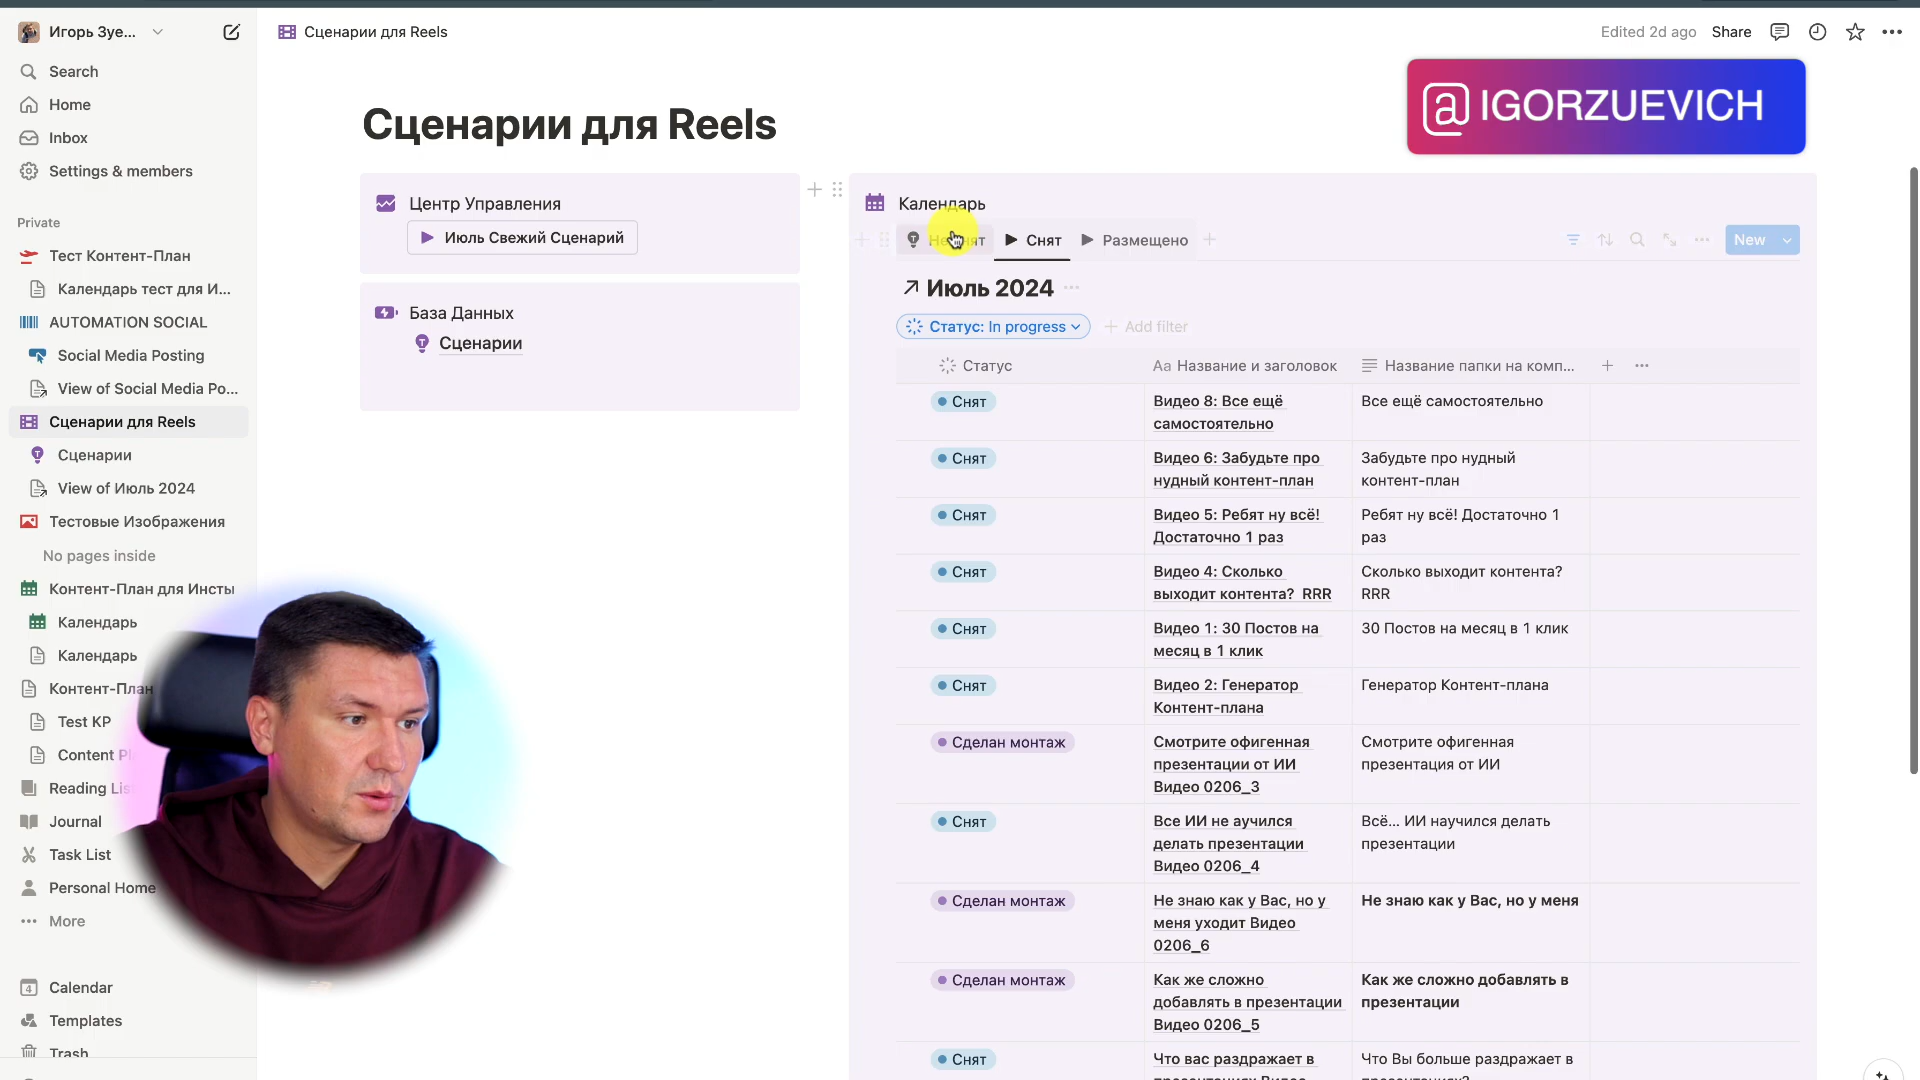 Игорь Зуе...
Search
Home
Inbox
Settings & members
Private
Тест Контент-План
Календарь тест для И...
AUTOMATION SOCIAL
Social Media Posting
View of Social Media Po...
Сценарии для Reels
Сценарии
View of Июль 2024
Тестовые Изображения
No pages inside
Контент-План для Инсты
Календарь
Календарь
Контент-План
Test KP
Content
Reading
Journal
Task List
Personal Home
More
Calendar
Templates
Trash
Сценарии для Reels
Edited 2d ago
Share
@IGORZUEVICH
Сценарии для Reels
Центр Управления
Июль Свежий Сценарий
База Данных
Сценарии
Календарь
Снят
Размещено
New
Июль 2024
Статус: In progress
Add filter
Статус
Aa Название и заголовок
Название папки на комп...
Снят
Видео 8: Все ещё
самостоятельно
Все ещё самостоятельно
Снят
Видео 6: Забудьте про
нудный контент-план
Забудьте про нудный
контент-план
Снят
Видео 5: Ребят ну всё!
Достаточно 1 раз
Ребят ну всё! Достаточно 1
раз
Снят
Видео 4: Сколько
выходит контента? RRR
Сколько выходит контента?
RRR
Снят
Видео 1: 30 Постов на
месяц в 1 клик
30 Постов на месяц в 1 клик
Снят
Видео 2: Генератор
Контент-плана
Генератор Контент-плана
Сделан монтаж
Смотрите офигенная
презентации от ИИ
Видео 0206_3
Смотрите офигенная
презентация от ИИ
Снят
Все ИИ не аучился
делать презентации
Видео 0206_4
Всё... ИИ научился делать
презентации
Сделан монтаж
Не знаю как у Вас, но у
меня уходит Видео
0206_6
Не знаю как у Вас, но у меня
Сделан монтаж
Как же сложно
добавлять в презентации
Видео 0206_5
Как же сложно добавлять в
презентации
Снят
Что вас раздражает в
Что Вы больше раздражает в